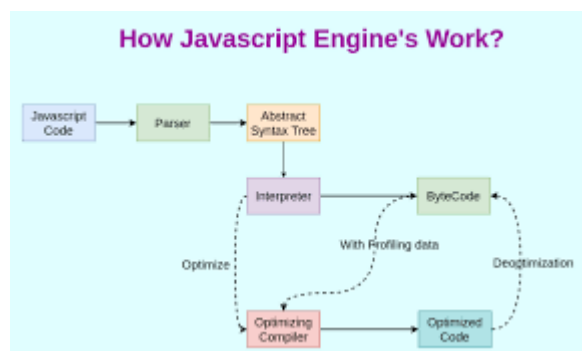 How Javascript Engine's Work?
Javascript
Code
Parser
Abstract
Syntax Tree
Interpreter
ByteCode
With Profiling data
Optimize
Deoptimization
Optimizing
Compiler
Optimized
Code